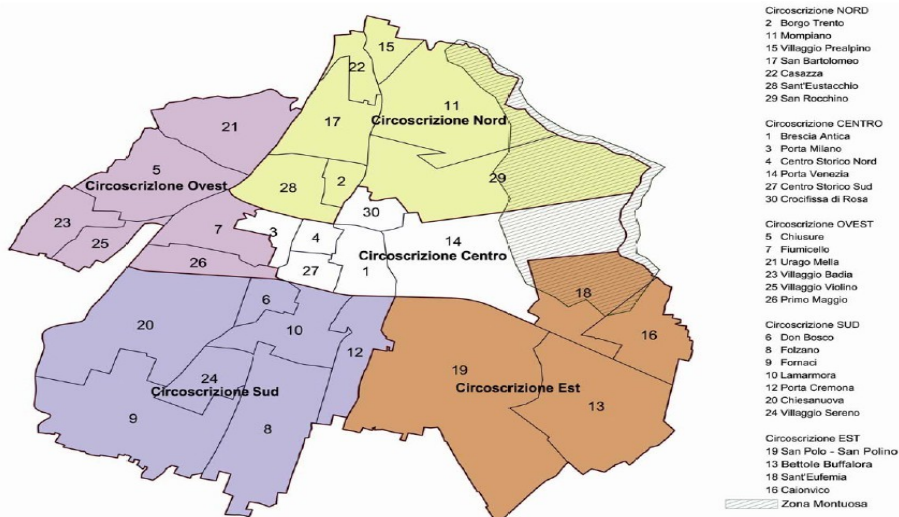 15
22
11
21
17
Circoscrizione Nord
5
Circoscrizione Ovest
28
2
29
23
7
30
25
3
4
14
Circoscrizione Centro
26
27
1
6
18
20
10
12
16
19
24
Circoscrizione Sud
Circoscrizione Est
9
8
13
Circoscrizione NORD
2 Borgo Trento
11 Mompiano
15 Villaggio Prealpino
17 San Bartolomeo
22 Casazza
28 Sant'Eustacchio
29 San Rocchino
Circoscrizione CENTRO
1 Brescia Antica
3 Porta Milano
4 Centro Storico Nord
14 Porta Venezia
27 Centro Storico Sud
30 Crocifissa di Rosa
Circoscrizione OVEST
5 Chiusure
7 Fiumicello
21 Urago Mella
23 Villaggio Badia
25 Villaggio Violino
26 Primo Maggio
Circoscrizione SUD
6 Don Bosco
8 Folzano
9 Fornaci
10 Lamarmora
12 Porta Cremona
20 Chiesanuova
24 Villaggio Sereno
Circoscrizione EST
19 San Polo - San Polino
13 Bettole Buffalora
18 Sant'Eufemia
16 Caionvico
Zona Montuosa